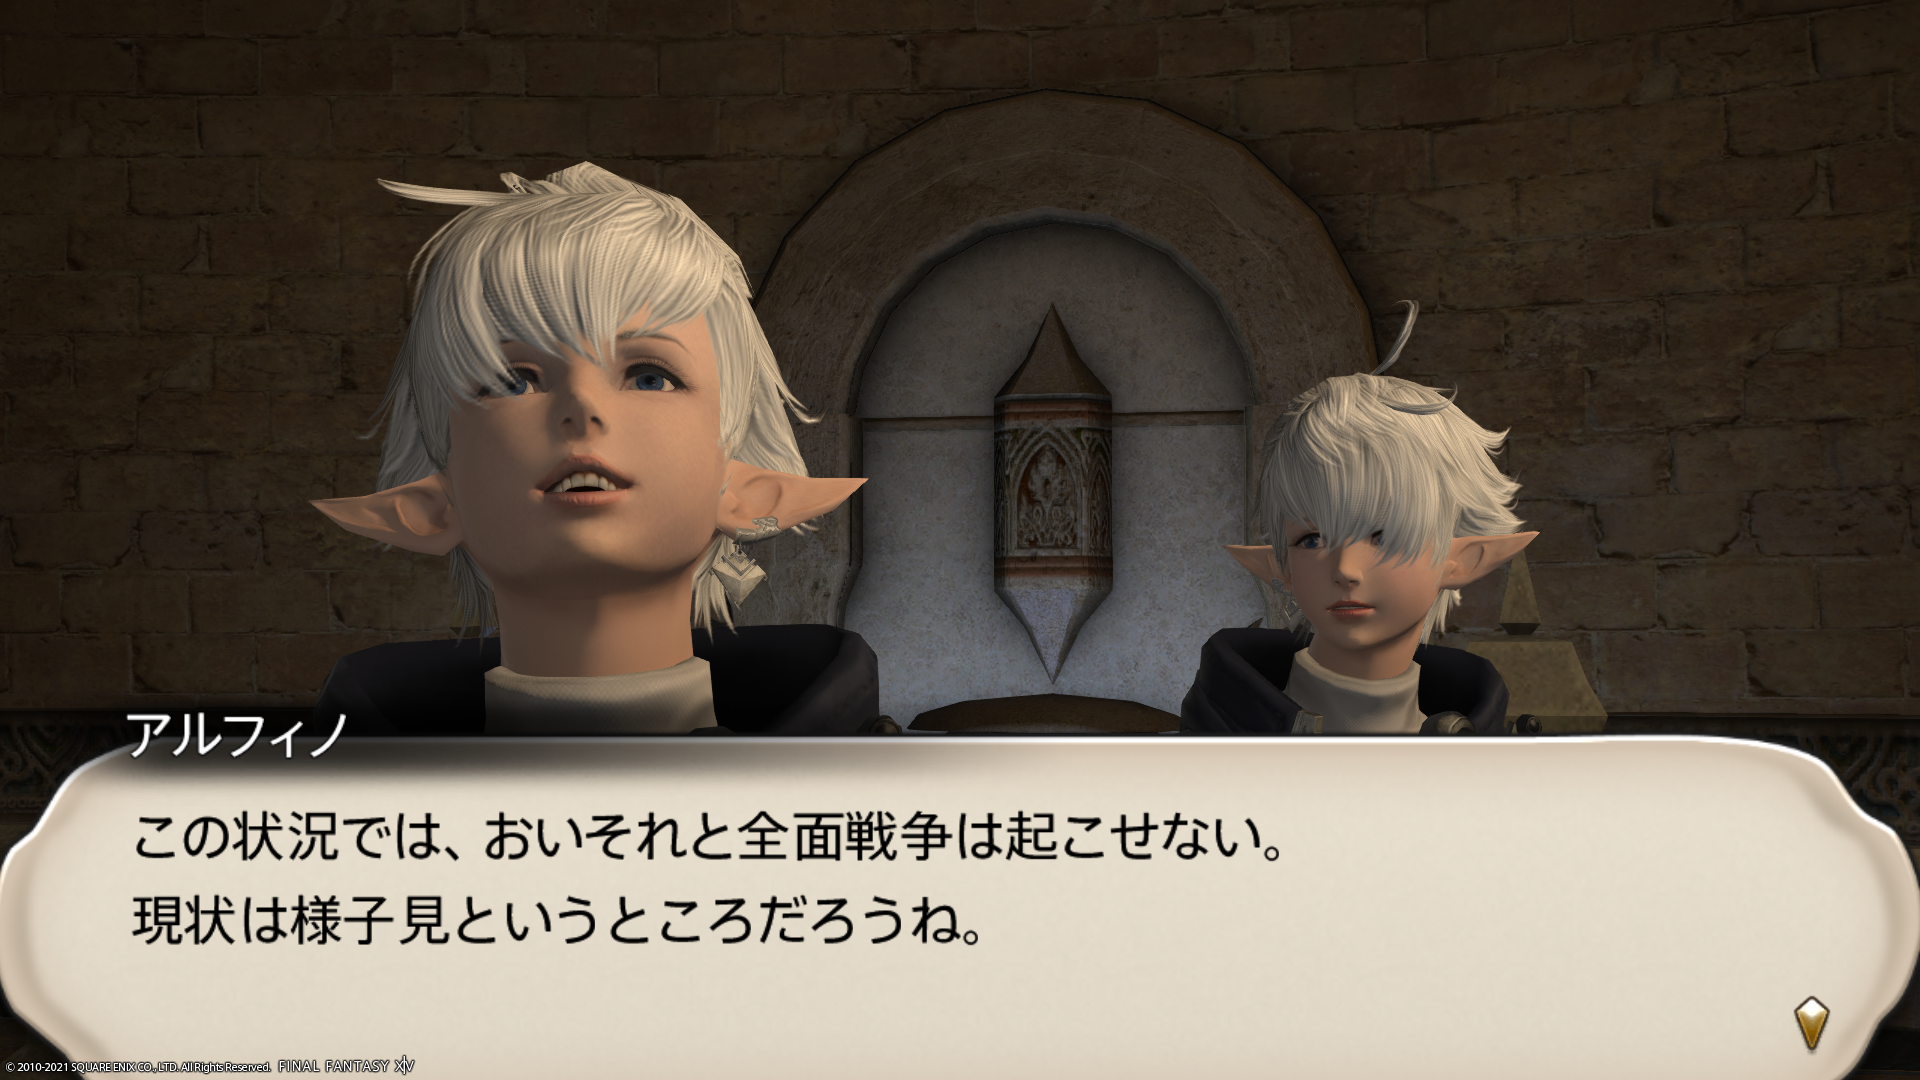 アルフィノ
この状況では、おいそれと全面戦争は起こせない。
現状は様子見というところだろうね。
© 2010-2021 SQUARE ENIX CO., LTD. All Rights Reserved. FINAL FANTASY XIV